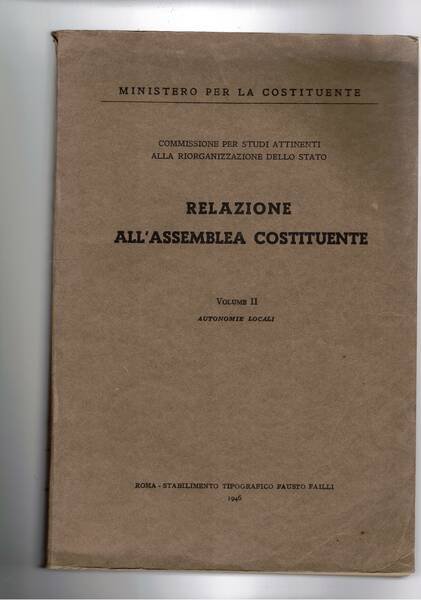 MINISTERO PER LA COSTITUENTE
COMMISSIONE PER STUDI ATTINENTI
ALLA RIORGANIZZAZIONE DELLO STATO
RELAZIONE
ALL'ASSEMBLEA COSTITUENTE
VOLUME II
AUTONOMIE LOCALI
ROMA - STABILIMENTO TIPOGRAFICO FAUSTO FAILLI
1946